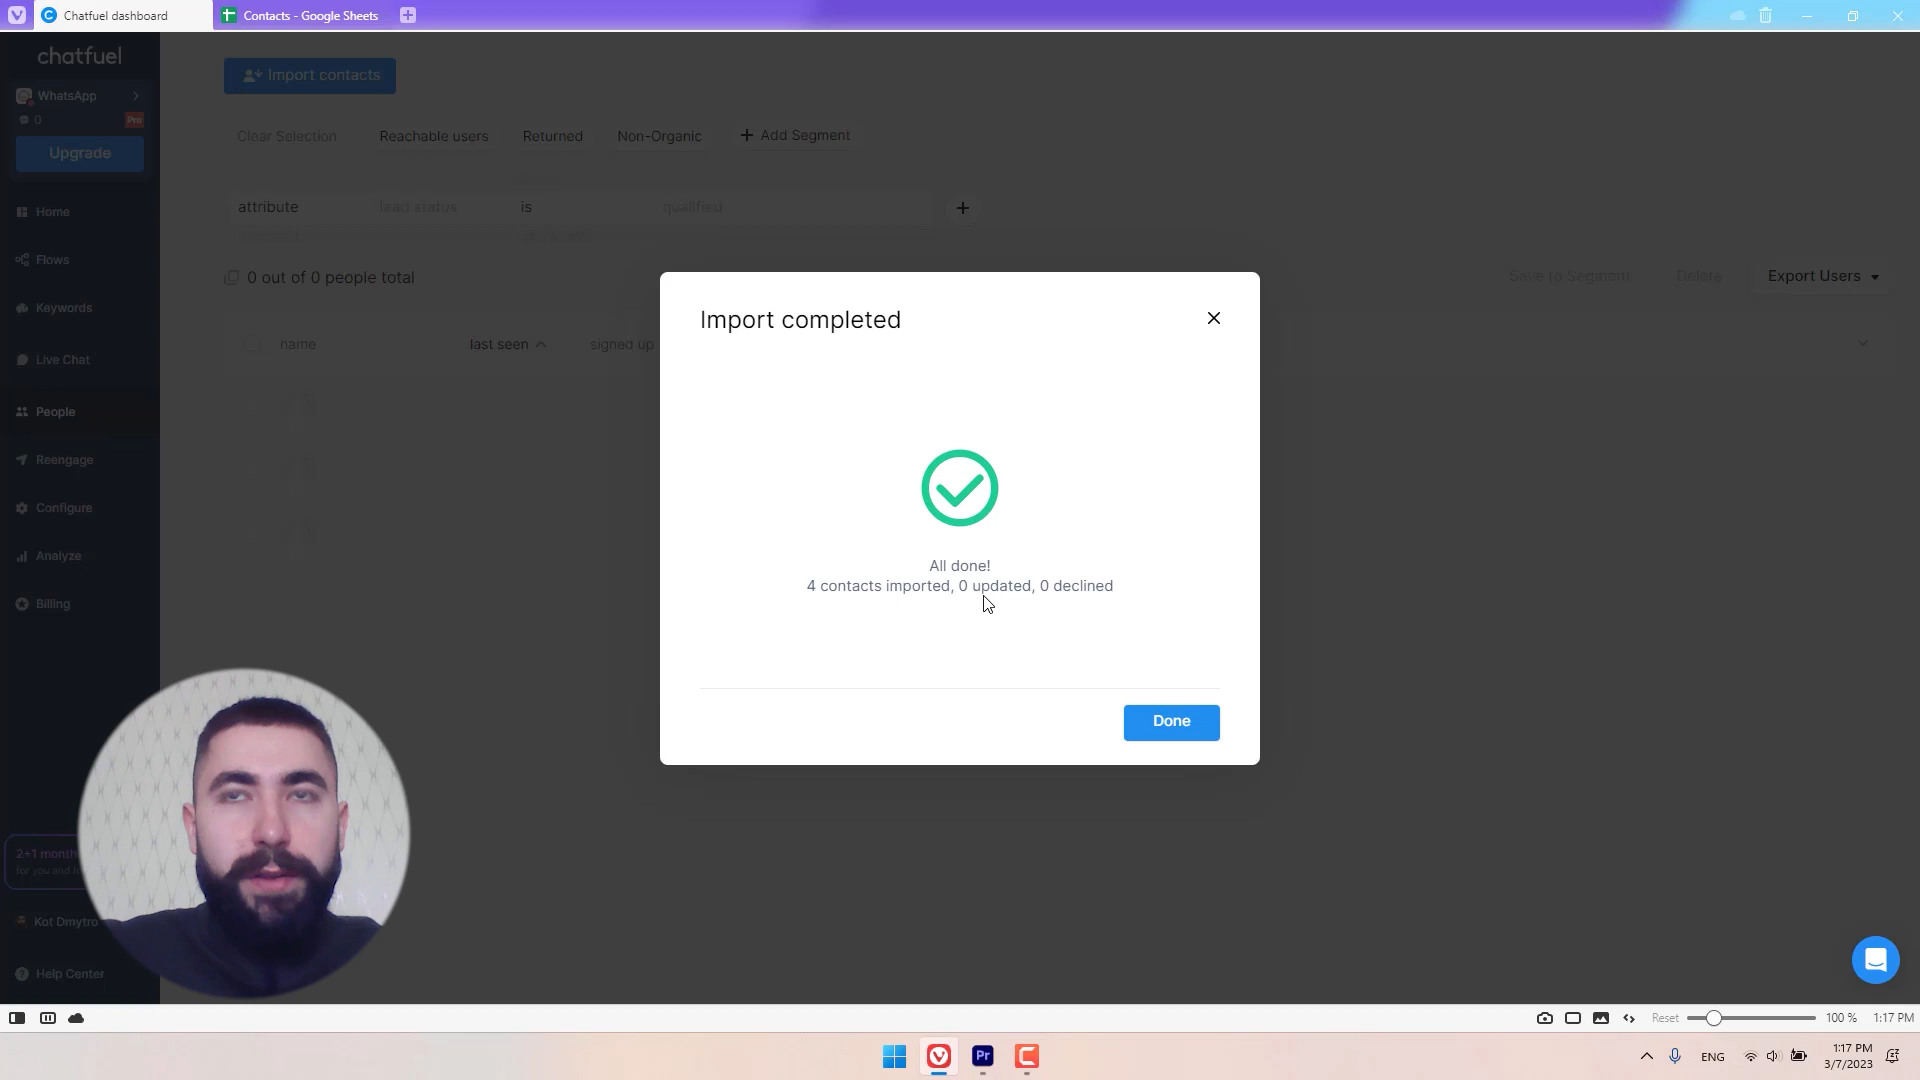 Chatfuel dashboard
Contacts - Google Sheets
chatfuel
WhatsApp
0
Pro
Upgrade
Home
Flows
Keywords
Live Chat
People
Reengage
Configure
Analyze
Billing
2+1 month
for you and
Kot Dmytro
Help Center
Import contacts
Clear Selection
Reachable users
Returned
Non-Organic
+ Add Segment
attribute
lead status
is
qualified
+
0 out of 0 people total
Save to Segment
Delete
Export Users
name
last seen
signed up
Import completed
All done!
4 contacts imported, 0 updated, 0 declined
Done
Reset
100 %
1:17 PM
Pr
ENG
1:17 PM
3/7/2023